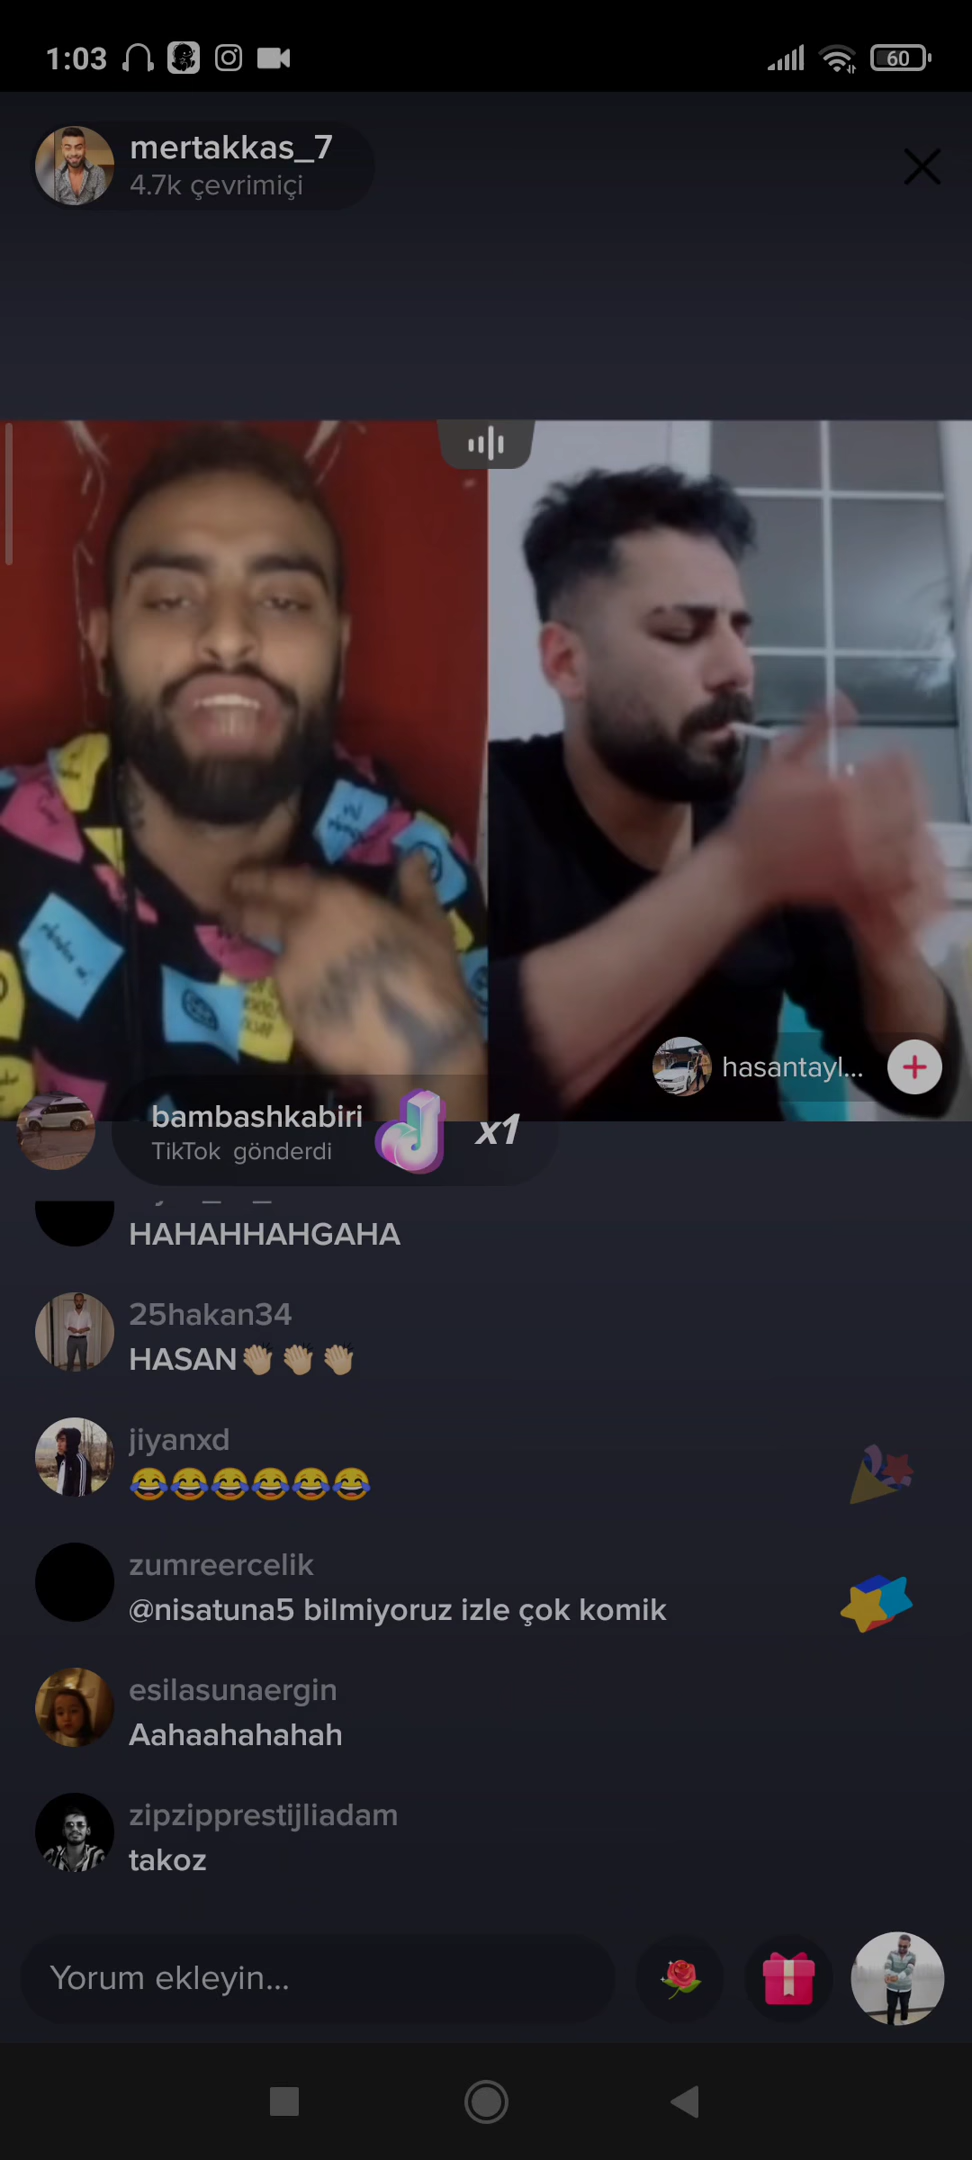 1:03
60
mertakkas_7
4.7k çevrimiçi
hasantayl...
bambashkabiri
TikTok gönderdi
x1
HAHAHHAHGAHA
25hakan34
HASAN👏🏼👏🏼👏🏼
jiyanxd
😂😂😂😂😂😂
zumreercelik
@nisatuna5 bilmiyoruz izle çok komik
esilasunaergin
Aahaahahahah
zipzipprestijliadam
takoz
Yorum ekleyin...